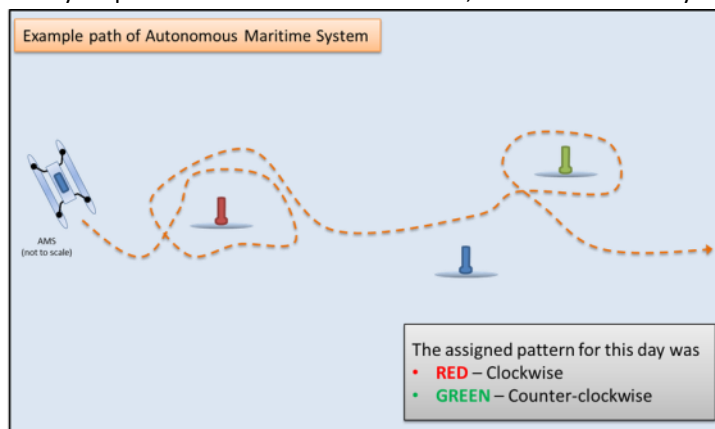 Example path of Autonomous Maritime System
AMS
(not to scale)
The assigned pattern for this day was
• RED – Clockwise
• GREEN – Counter-clockwise